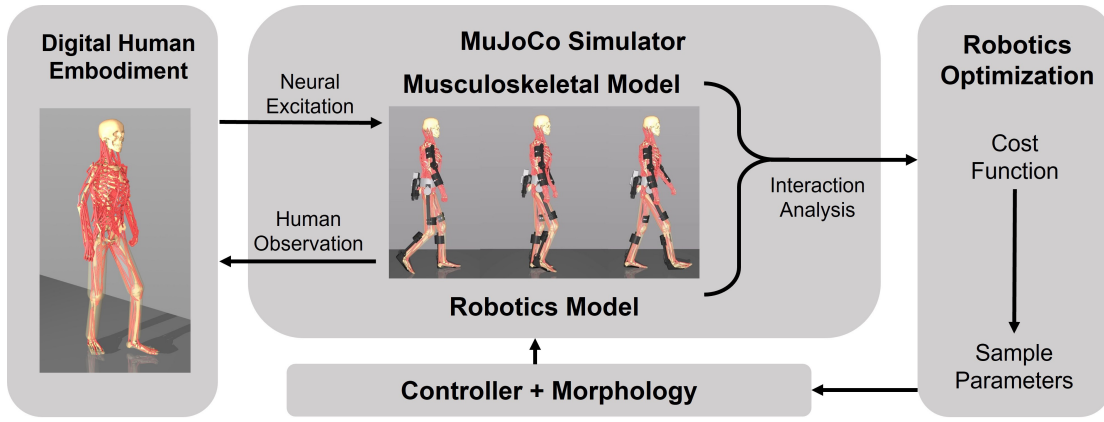 Digital Human
Embodiment
Neural
Excitation
Human
Observation
MuJoCo Simulator
Musculoskeletal Model
Robotics Model
Interaction
Analysis
Robotics
Optimization
Cost
Function
Sample
Parameters
Controller + Morphology